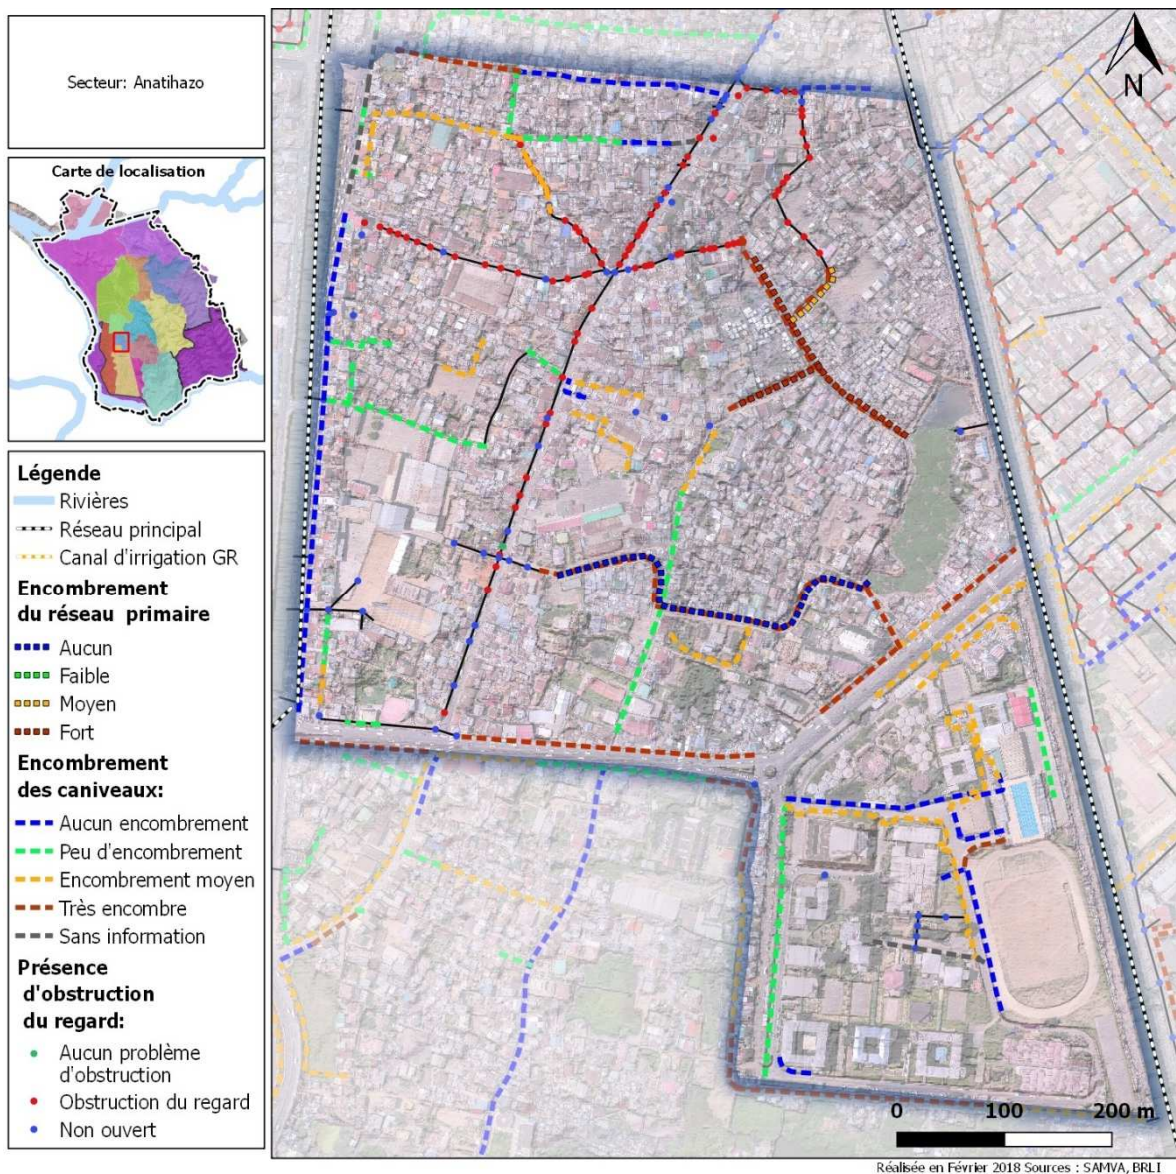 Secteur: Anatihazo
Carte de localisation
Légende
Rivières
Réseau principal
Canal d'irrigation GR
Encombrement
du réseau primaire
Aucun
Faible
Moyen
Fort
Encombrement
des caniveaux:
Aucun encombrement
Peu d'encombrement
Encombrement moyen
Très encombre
Sans information
Présence
d'obstruction
du regard:
Aucun problème
d'obstruction
Obstruction du regard
Non ouvert
N
0 100 200 m
Réalisée en Février 2018 Sources : SAMVA, BRLI